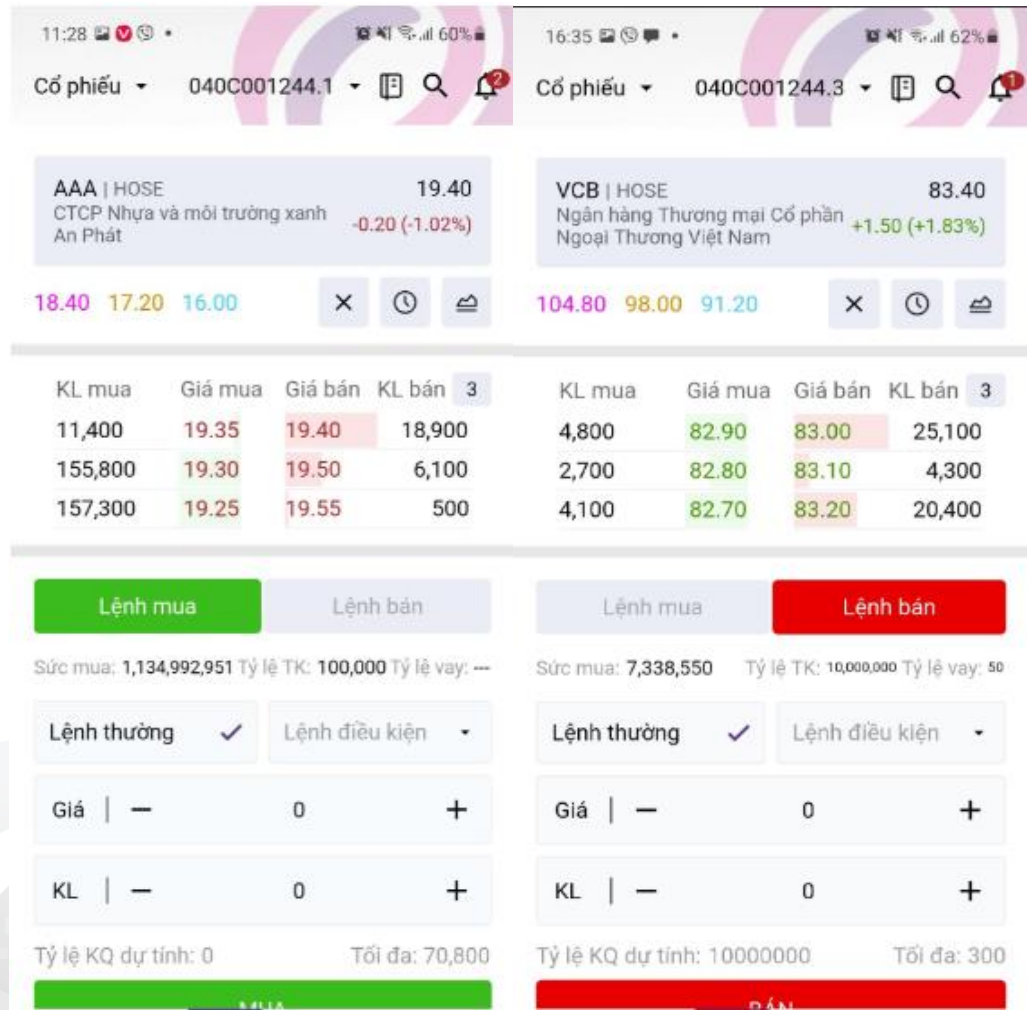 11:28 60%
Cổ phiếu 040C001244.1 2
AAA | HOSE 19.40
CTCP Nhựa và môi trường xanh An Phát -0.20 (-1.02%)
18.40 17.20 16.00
KL mua Giá mua Giá bán KL bán 3
11,400 19.35 19.40 18,900
155,800 19.30 19.50 6,100
157,300 19.25 19.55 500
Lệnh mua Lệnh bán
Sức mua: 1,134,992,951 Tỷ lệ TK: 100,000 Tỷ lệ vay: ---
Lệnh thường Lệnh điều kiện
Giá | — 0 +
KL | — 0 +
Tỷ lệ KQ dự tính: 0 Tối đa: 70,800
MUA
16:35 62%
Cổ phiếu 040C001244.3 1
VCB | HOSE 83.40
Ngân hàng Thương mại Cổ phần Ngoại Thương Việt Nam +1.50 (+1.83%)
104.80 98.00 91.20
KL mua Giá mua Giá bán KL bán 3
4,800 82.90 83.00 25,100
2,700 82.80 83.10 4,300
4,100 82.70 83.20 20,400
Lệnh mua Lệnh bán
Sức mua: 7,338,550 Tỷ lệ TK: 10,000,000 Tỷ lệ vay: 50
Lệnh thường Lệnh điều kiện
Giá | — 0 +
KL | — 0 +
Tỷ lệ KQ dự tính: 10000000 Tối đa: 300
BÁN